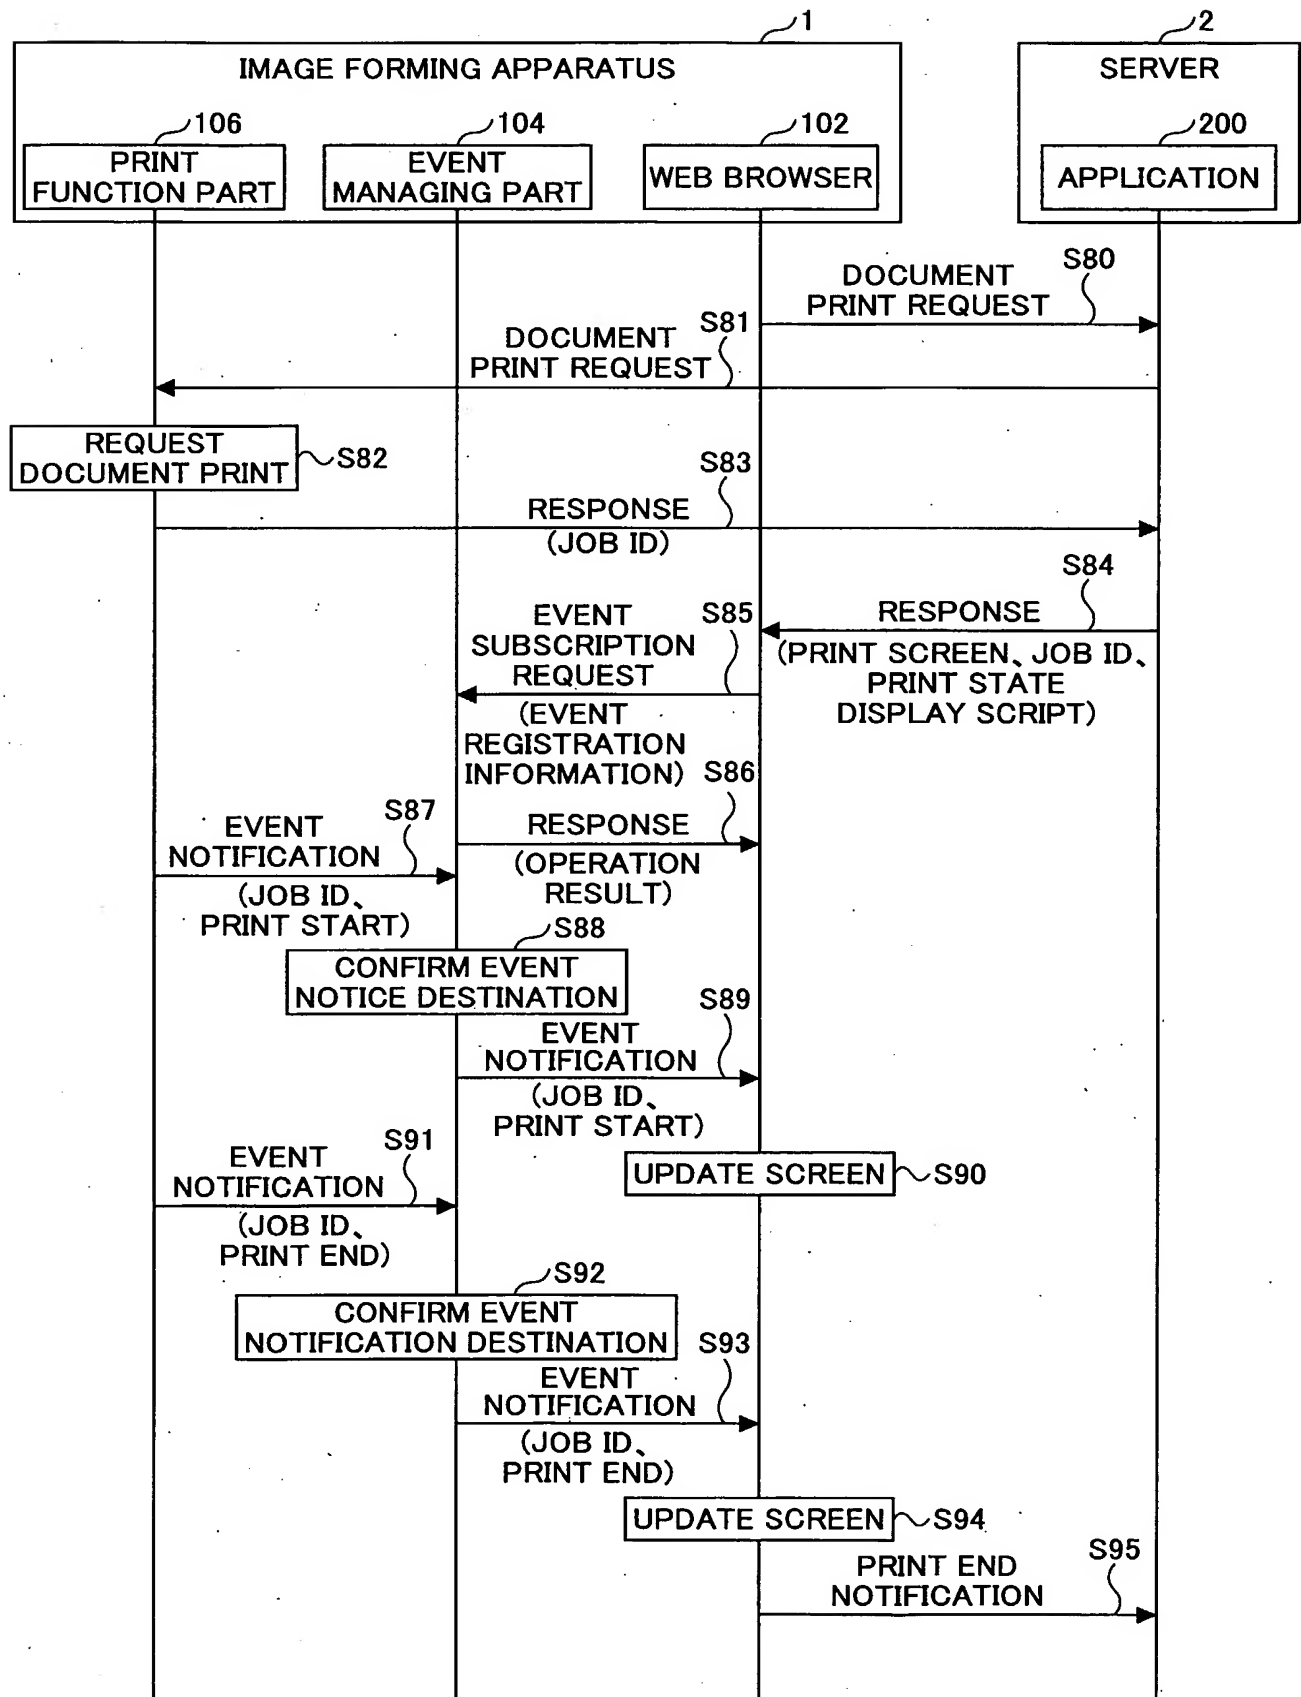 1
2
IMAGE FORMING APPARATUS
SERVER
106
104
102
200
PRINT
FUNCTION PART
EVENT
MANAGING PART
WEB BROWSER
APPLICATION
DOCUMENT
PRINT REQUEST
S80
DOCUMENT
PRINT REQUEST
S81
REQUEST
DOCUMENT PRINT
S82
RESPONSE
(JOB ID)
S83
S84
RESPONSE
(PRINT SCREEN、JOB ID、
PRINT STATE
DISPLAY SCRIPT)
EVENT
SUBSCRIPTION
REQUEST
S85
(EVENT
REGISTRATION
INFORMATION)
S86
RESPONSE
(OPERATION
RESULT)
S87
EVENT
NOTIFICATION
(JOB ID、
PRINT START)
S88
CONFIRM EVENT
NOTICE DESTINATION
S89
EVENT
NOTIFICATION
(JOB ID、
PRINT START)
UPDATE SCREEN
S90
S91
EVENT
NOTIFICATION
(JOB ID、
PRINT END)
S92
CONFIRM EVENT
NOTIFICATION DESTINATION
S93
EVENT
NOTIFICATION
(JOB ID、
PRINT END)
UPDATE SCREEN
S94
S95
PRINT END
NOTIFICATION